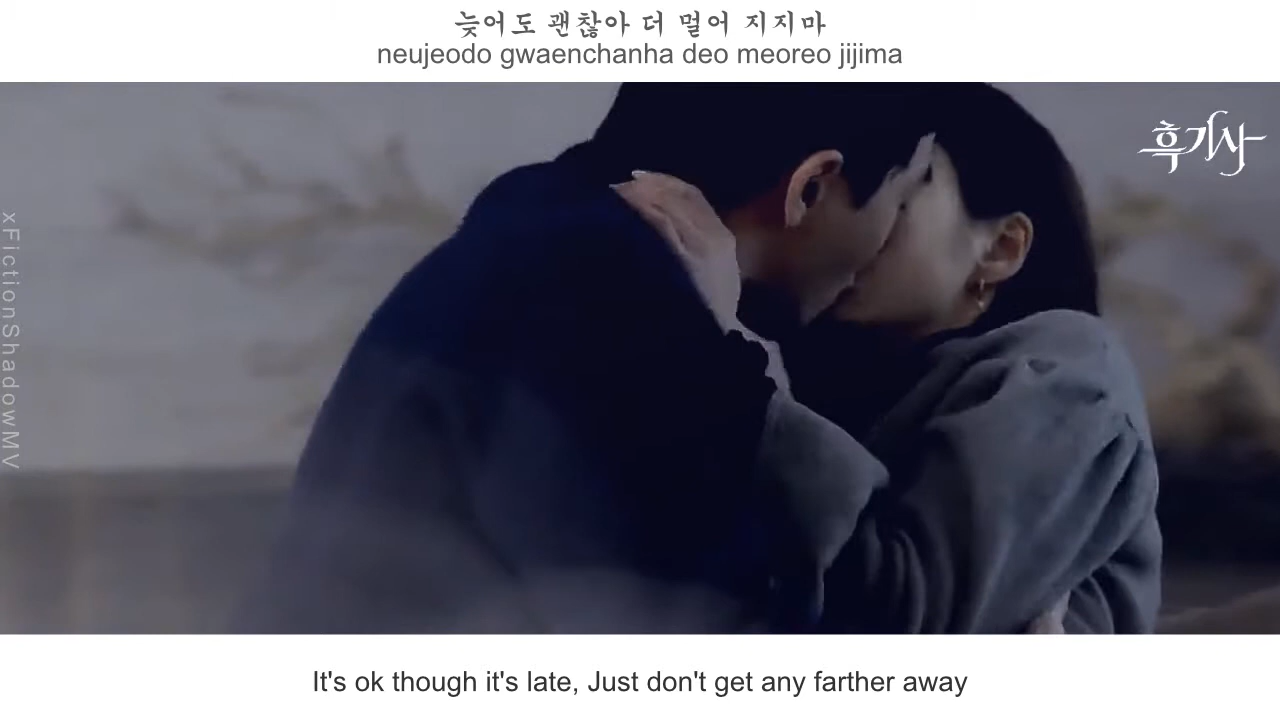 늦어도 괜찮아 더 멀어 지지마
neujeodo gwaenchanha deo meoreo jijima
흑기사
xFictionShadowMV
It's ok though it's late, Just don't get any farther away